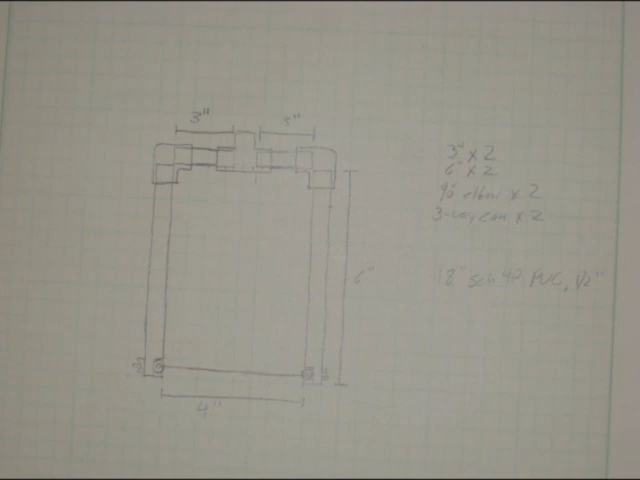 3"
3"
3" x 2
6" x 2
90° elbow x 2
3-way con x 2
6"
18" Sch 40 PVC, 1/2"
4"